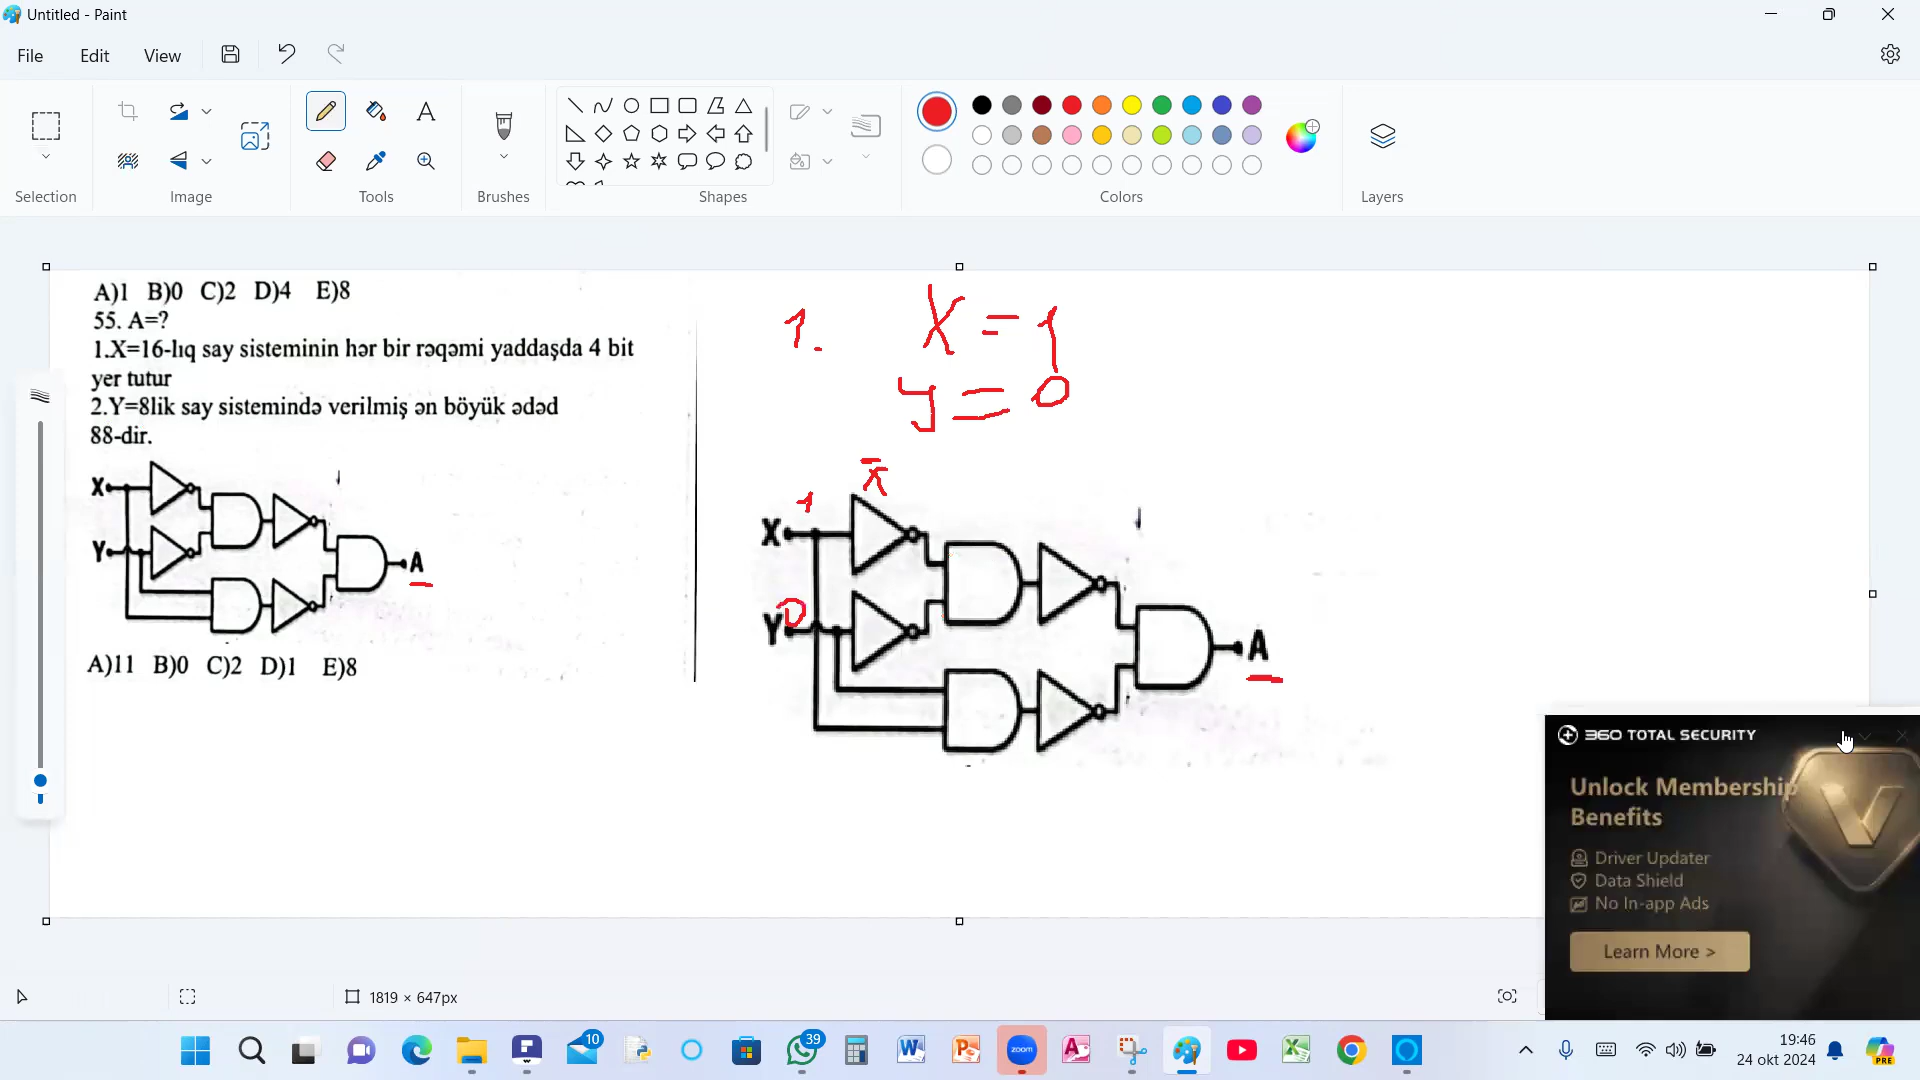 Untitled - Paint
File Edit View
Selection Image Tools Brushes Shapes Colors Layers
A)1 B)0 C)2 D)4 E)8
55. A=?
1.X=16-lıq say sisteminin hər bir rəqəmi yaddaşda 4 bit
yer tutur
2.Y=8lik say sistemində verilmiş ən böyük ədəd
88-dir.
X
Y
A
A)11 B)0 C)2 D)1 E)8
1. X = 1
y = 0
x̅
1
X
0
Y
A
360 TOTAL SECURITY
Unlock Membership
Benefits
Driver Updater
Data Shield
No In-app Ads
Learn More >
1819 × 647px
10
39
zoom
19:46
24 okt 2024
PRE